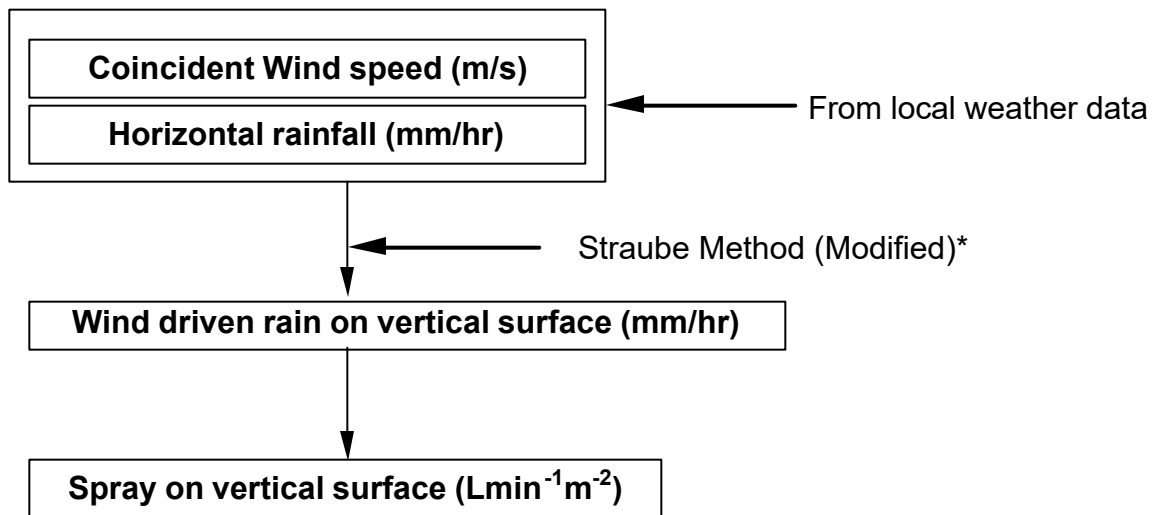 Coincident Wind speed (m/s)
Horizontal rainfall (mm/hr)
From local weather data
Straube Method (Modified)*
Wind driven rain on vertical surface (mm/hr)
Spray on vertical surface (Lmin⁻¹m⁻²)